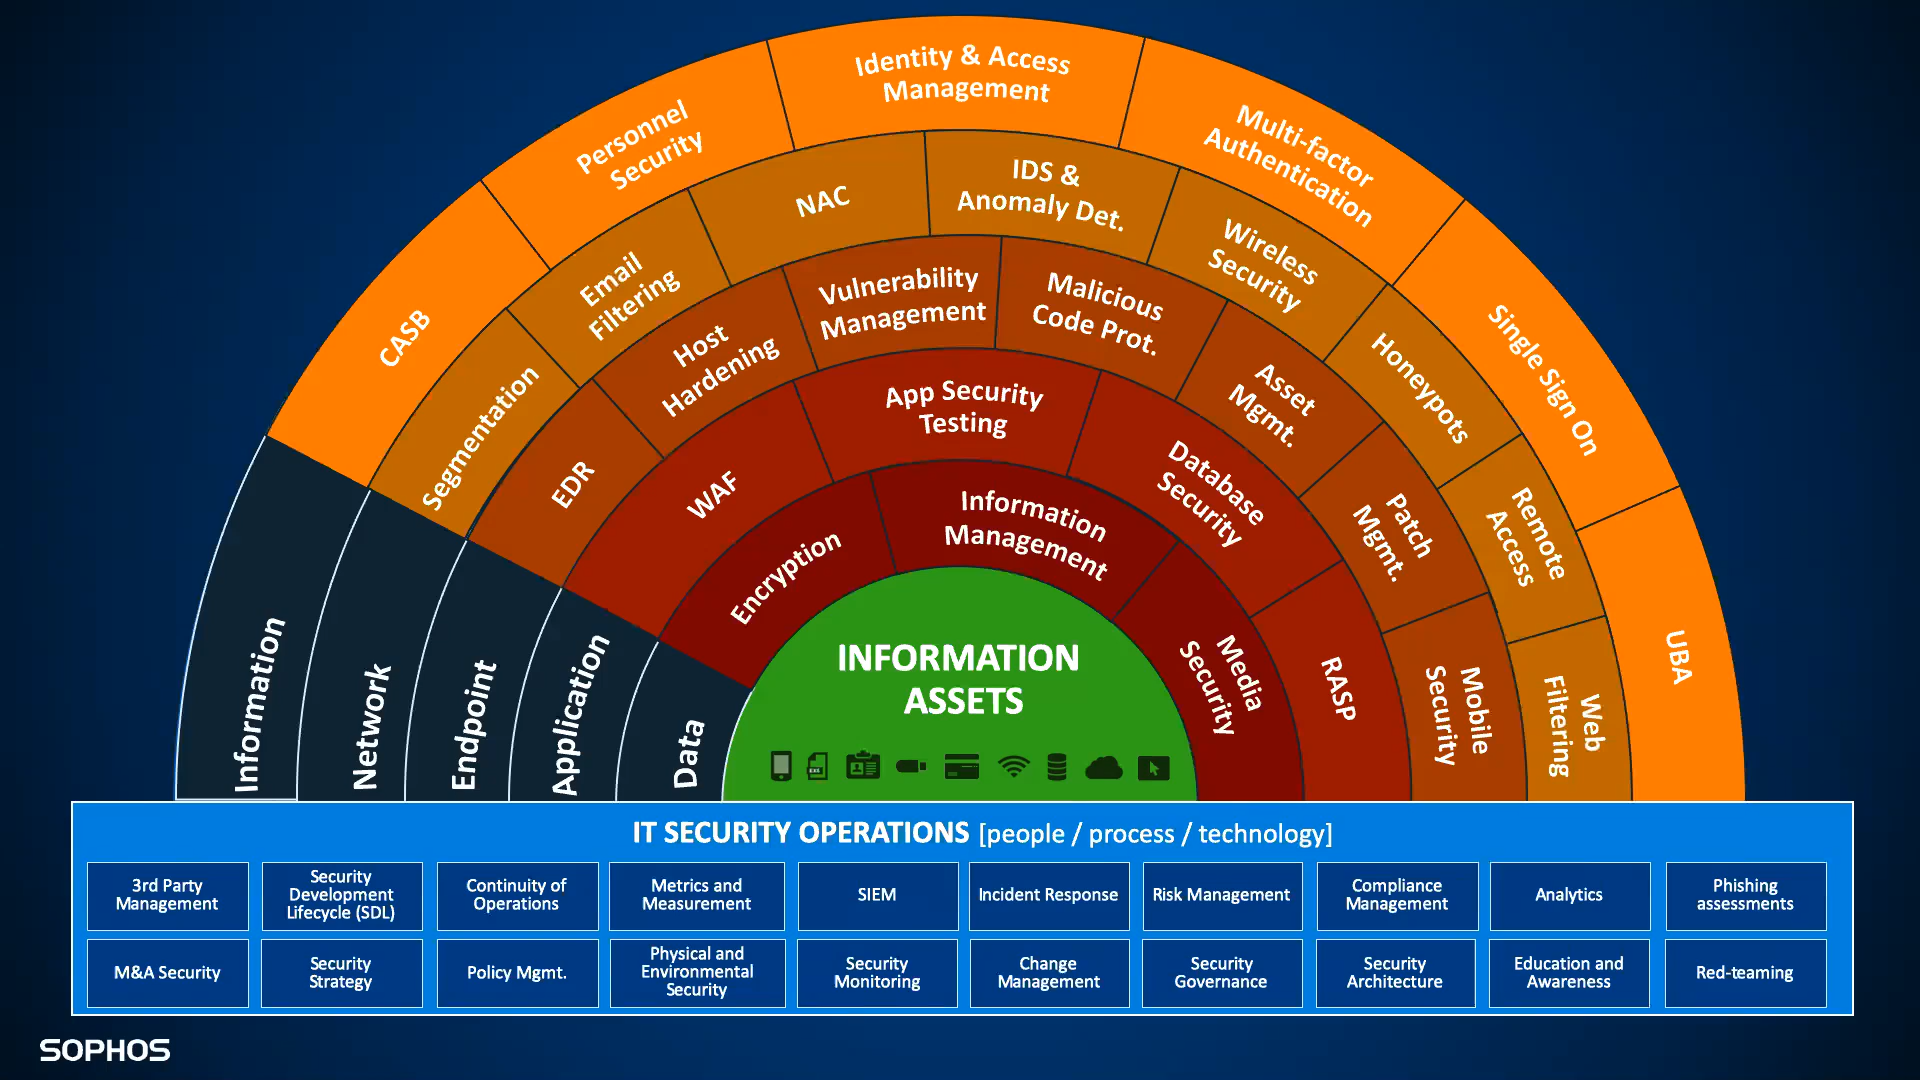 Identity & Access
Management
Personnel
Security
Multi-factor
Authentication
CASB
Single Sign On
UBA
Information
IDS &
Anomaly Det.
NAC
Wireless
Security
Email
Filtering
Honeypots
Segmentation
Remote
Access
Web
Filtering
Network
Vulnerability
Management
Malicious
Code Prot.
Host
Hardening
Asset
Mgmt.
EDR
Patch
Mgmt.
Mobile
Security
Endpoint
App Security
Testing
WAF
Database
Security
RASP
Application
Encryption
Information
Management
Media
Security
Data
INFORMATION
ASSETS
EXE
IT SECURITY OPERATIONS [people / process / technology]
3rd Party
Management
Security
Development
Lifecycle (SDL)
Continuity of
Operations
Metrics and
Measurement
SIEM
Incident Response
Risk Management
Compliance
Management
Analytics
Phishing
assessments
M&A Security
Security
Strategy
Policy Mgmt.
Physical and
Environmental
Security
Security
Monitoring
Change
Management
Security
Governance
Security
Architecture
Education and
Awareness
Red-teaming
SOPHOS